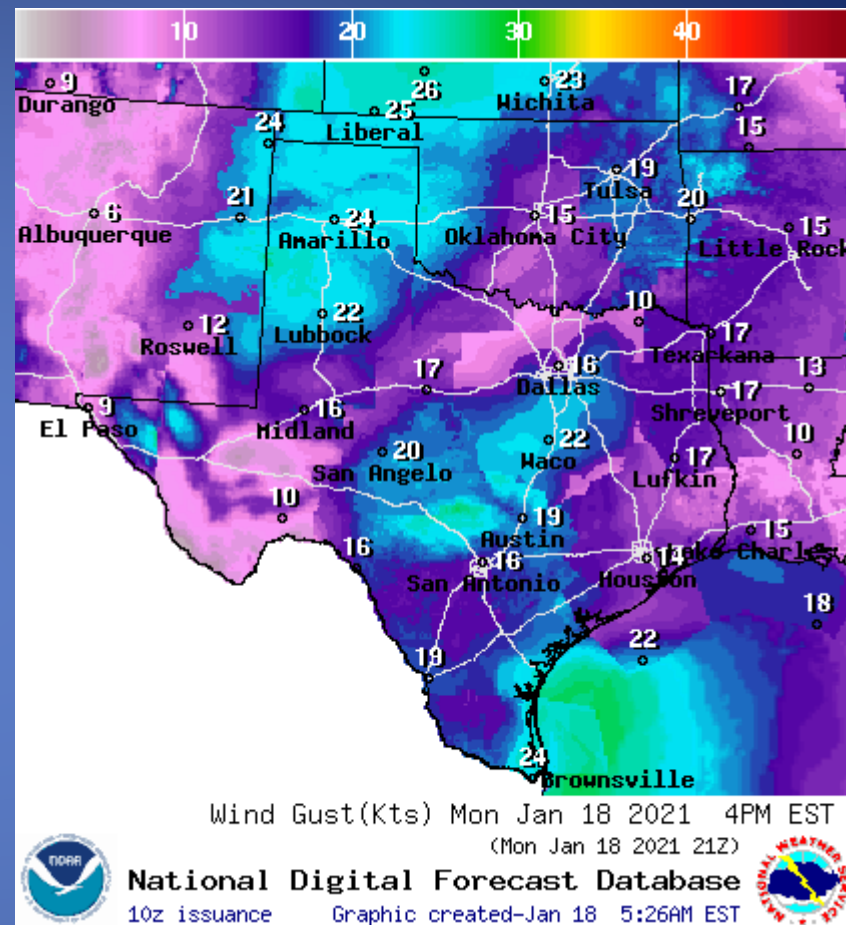 10 20 30 40
9
Durango
26
23
Wichita
25
Liberal
17
24
15
19
Tulsa
6
Albuquerque
21
24
Amarillo
15
Oklahoma City
20
15
Little Rock
12
Roswell
22
Lubbock
10
17
Texarkana
16
Dallas
17
13
9
El Paso
16
Midland
17
Shreveport
20
San Angelo
22
Waco
17
Lufkin
10
10
19
Austin
15
Lake Charles
16
16
San Antonio
14
Houston
18
22
19
24
Brownsville
Wind Gust(Kts) Mon Jan 18 2021 4PM EST
(Mon Jan 18 2021 21Z)
NOAA
National Digital Forecast Database
10z issuance Graphic created-Jan 18 5:26AM EST
NATIONAL WEATHER SERVICE